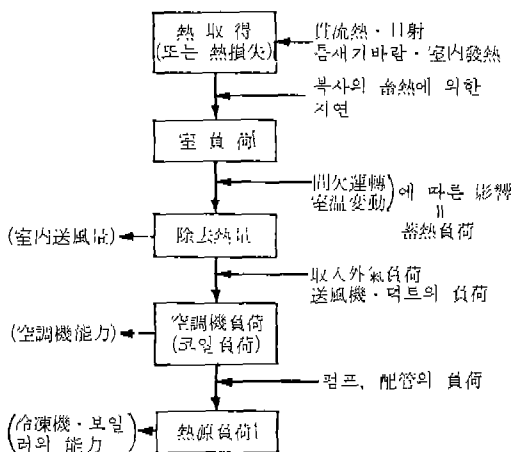 熱取得
(또는 熱損失)
貫流熱·日射
틈새기바람·室內發熱
복사의 蓄熱에 의한
지연
室負荷
間欠運轉
室溫變動
에 따른 影響
॥
蓄熱負荷
(室內送風量)
除去熱量
取入外氣負荷
送風機·덕트의 負荷
(空調機能力)
空調機負荷
(코일負荷)
펌프, 配管의 負荷
(冷凍機·보일
러의 能力)
熱源負荷